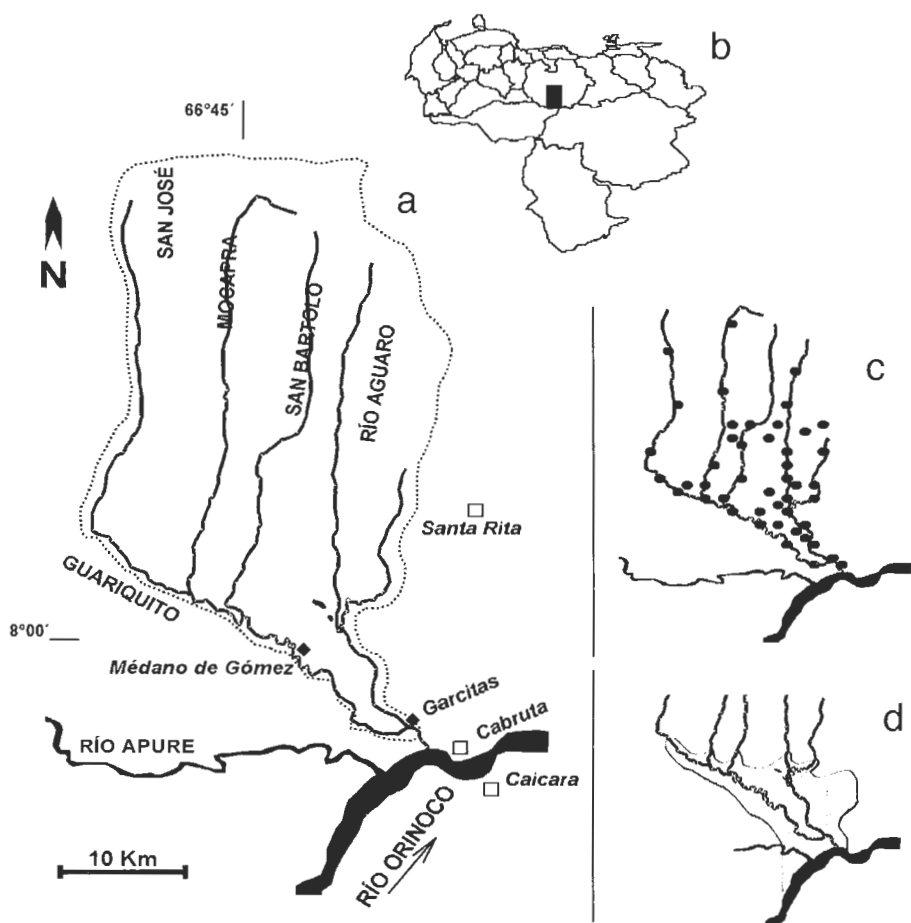 b
66°45´
a
SAN JOSÉ
MOCAPRA
SAN BARTOLO
RÍO AGUARO
N
c
Santa Rita
GUARIQUITO
8°00´
Médano de Gómez
Garcitas
Cabruta
RÍO APURE
Caicara
d
RÍO ORINOCO
10 Km